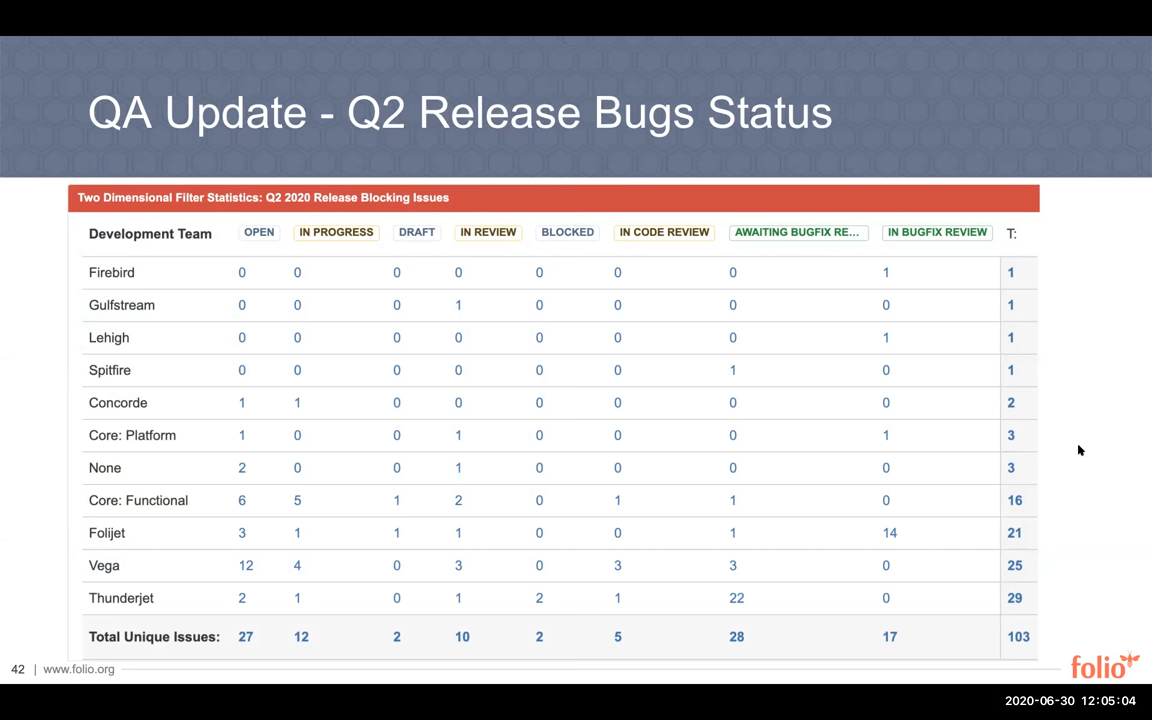 QA Update - Q2 Release Bugs Status
Two Dimensional Filter Statistics: Q2 2020 Release Blocking Issues
Development Team OPEN IN PROGRESS DRAFT IN REVIEW BLOCKED IN CODE REVIEW AWAITING BUGFIX RE... IN BUGFIX REVIEW T:
Firebird 0 0 0 0 0 0 0 1 1
Gulfstream 0 0 0 1 0 0 0 0 1
Lehigh 0 0 0 0 0 0 0 1 1
Spitfire 0 0 0 0 0 0 1 0 1
Concorde 1 1 0 0 0 0 0 0 2
Core: Platform 1 0 0 1 0 0 0 1 3
None 2 0 0 1 0 0 0 0 3
Core: Functional 6 5 1 2 0 1 1 0 16
Folijet 3 1 1 1 0 0 1 14 21
Vega 12 4 0 3 0 3 3 0 25
Thunderjet 2 1 0 1 2 1 22 0 29
Total Unique Issues: 27 12 2 10 2 5 28 17 103
42 | www.folio.org
folio
2020-06-30 12:05:04